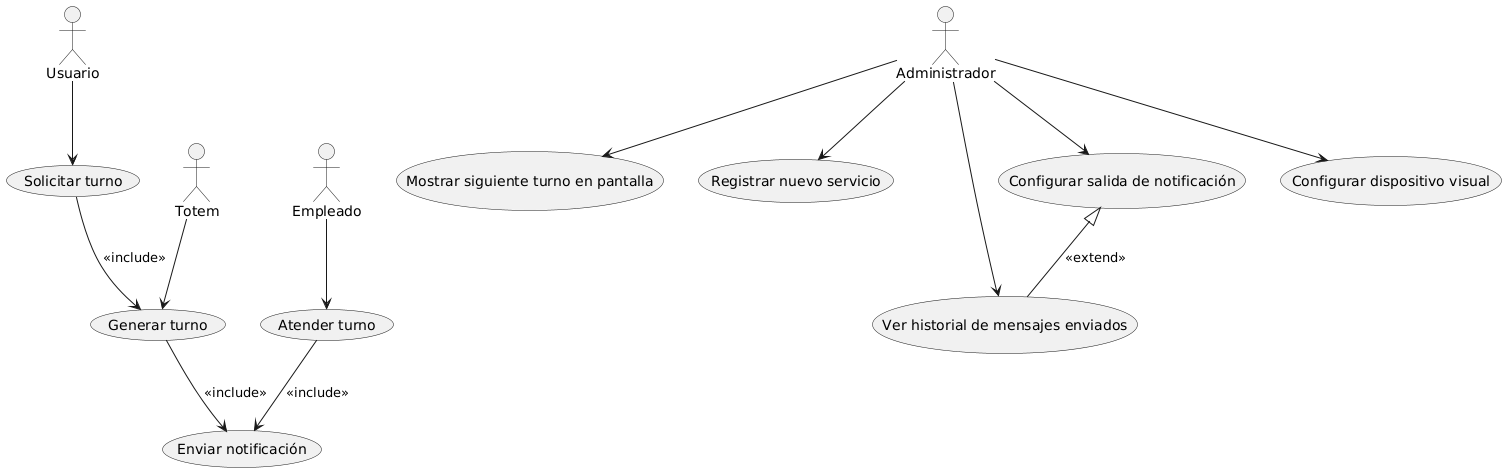 Usuario
Administrador
Totem
Empleado
Solicitar turno
Mostrar siguiente turno en pantalla
Registrar nuevo servicio
Configurar salida de notificación
Configurar dispositivo visual
«include»
«extend»
Generar turno
Atender turno
Ver historial de mensajes enviados
«include»
«include»
Enviar notificación